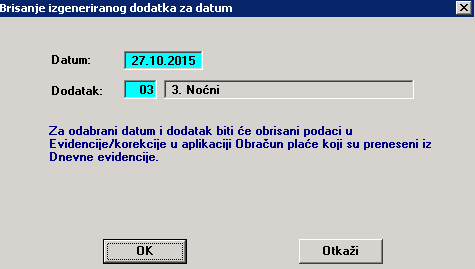 Brisanje izgeneriranog dodatka za datum
Datum: 27.10.2015
Dodatak: 03 3. Noćni
Za odabrani datum i dodatak biti će obrisani podaci u
Evidencije/korekcije u aplikaciji Obračun plaće koji su preneseni iz
Dnevne evidencije.
OK Otkaži